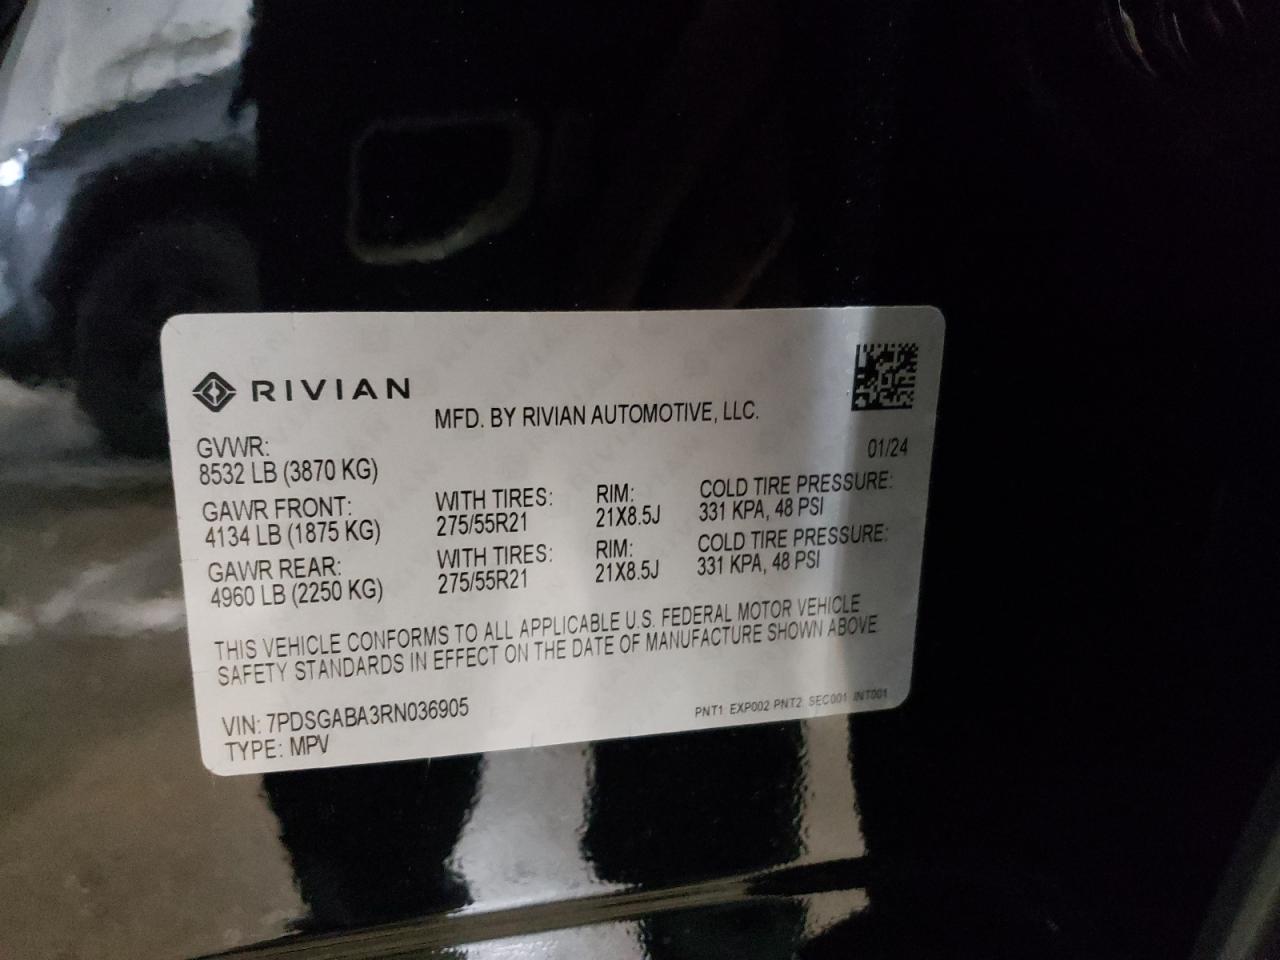 RIVIAN
MFD. BY RIVIAN AUTOMOTIVE, LLC.
GVWR:
8532 LB (3870 KG)
01/24
GAWR FRONT: WITH TIRES: RIM: COLD TIRE PRESSURE:
4134 LB (1875 KG) 275/55R21 21X8.5J 331 KPA, 48 PSI
GAWR REAR: WITH TIRES: RIM: COLD TIRE PRESSURE:
4960 LB (2250 KG) 275/55R21 21X8.5J 331 KPA, 48 PSI
THIS VEHICLE CONFORMS TO ALL APPLICABLE U.S. FEDERAL MOTOR VEHICLE
SAFETY STANDARDS IN EFFECT ON THE DATE OF MANUFACTURE SHOWN ABOVE
VIN: 7PDSGABA3RN036905
TYPE: MPV
PNT1: EXP002 PNT2: SEC001 INT001